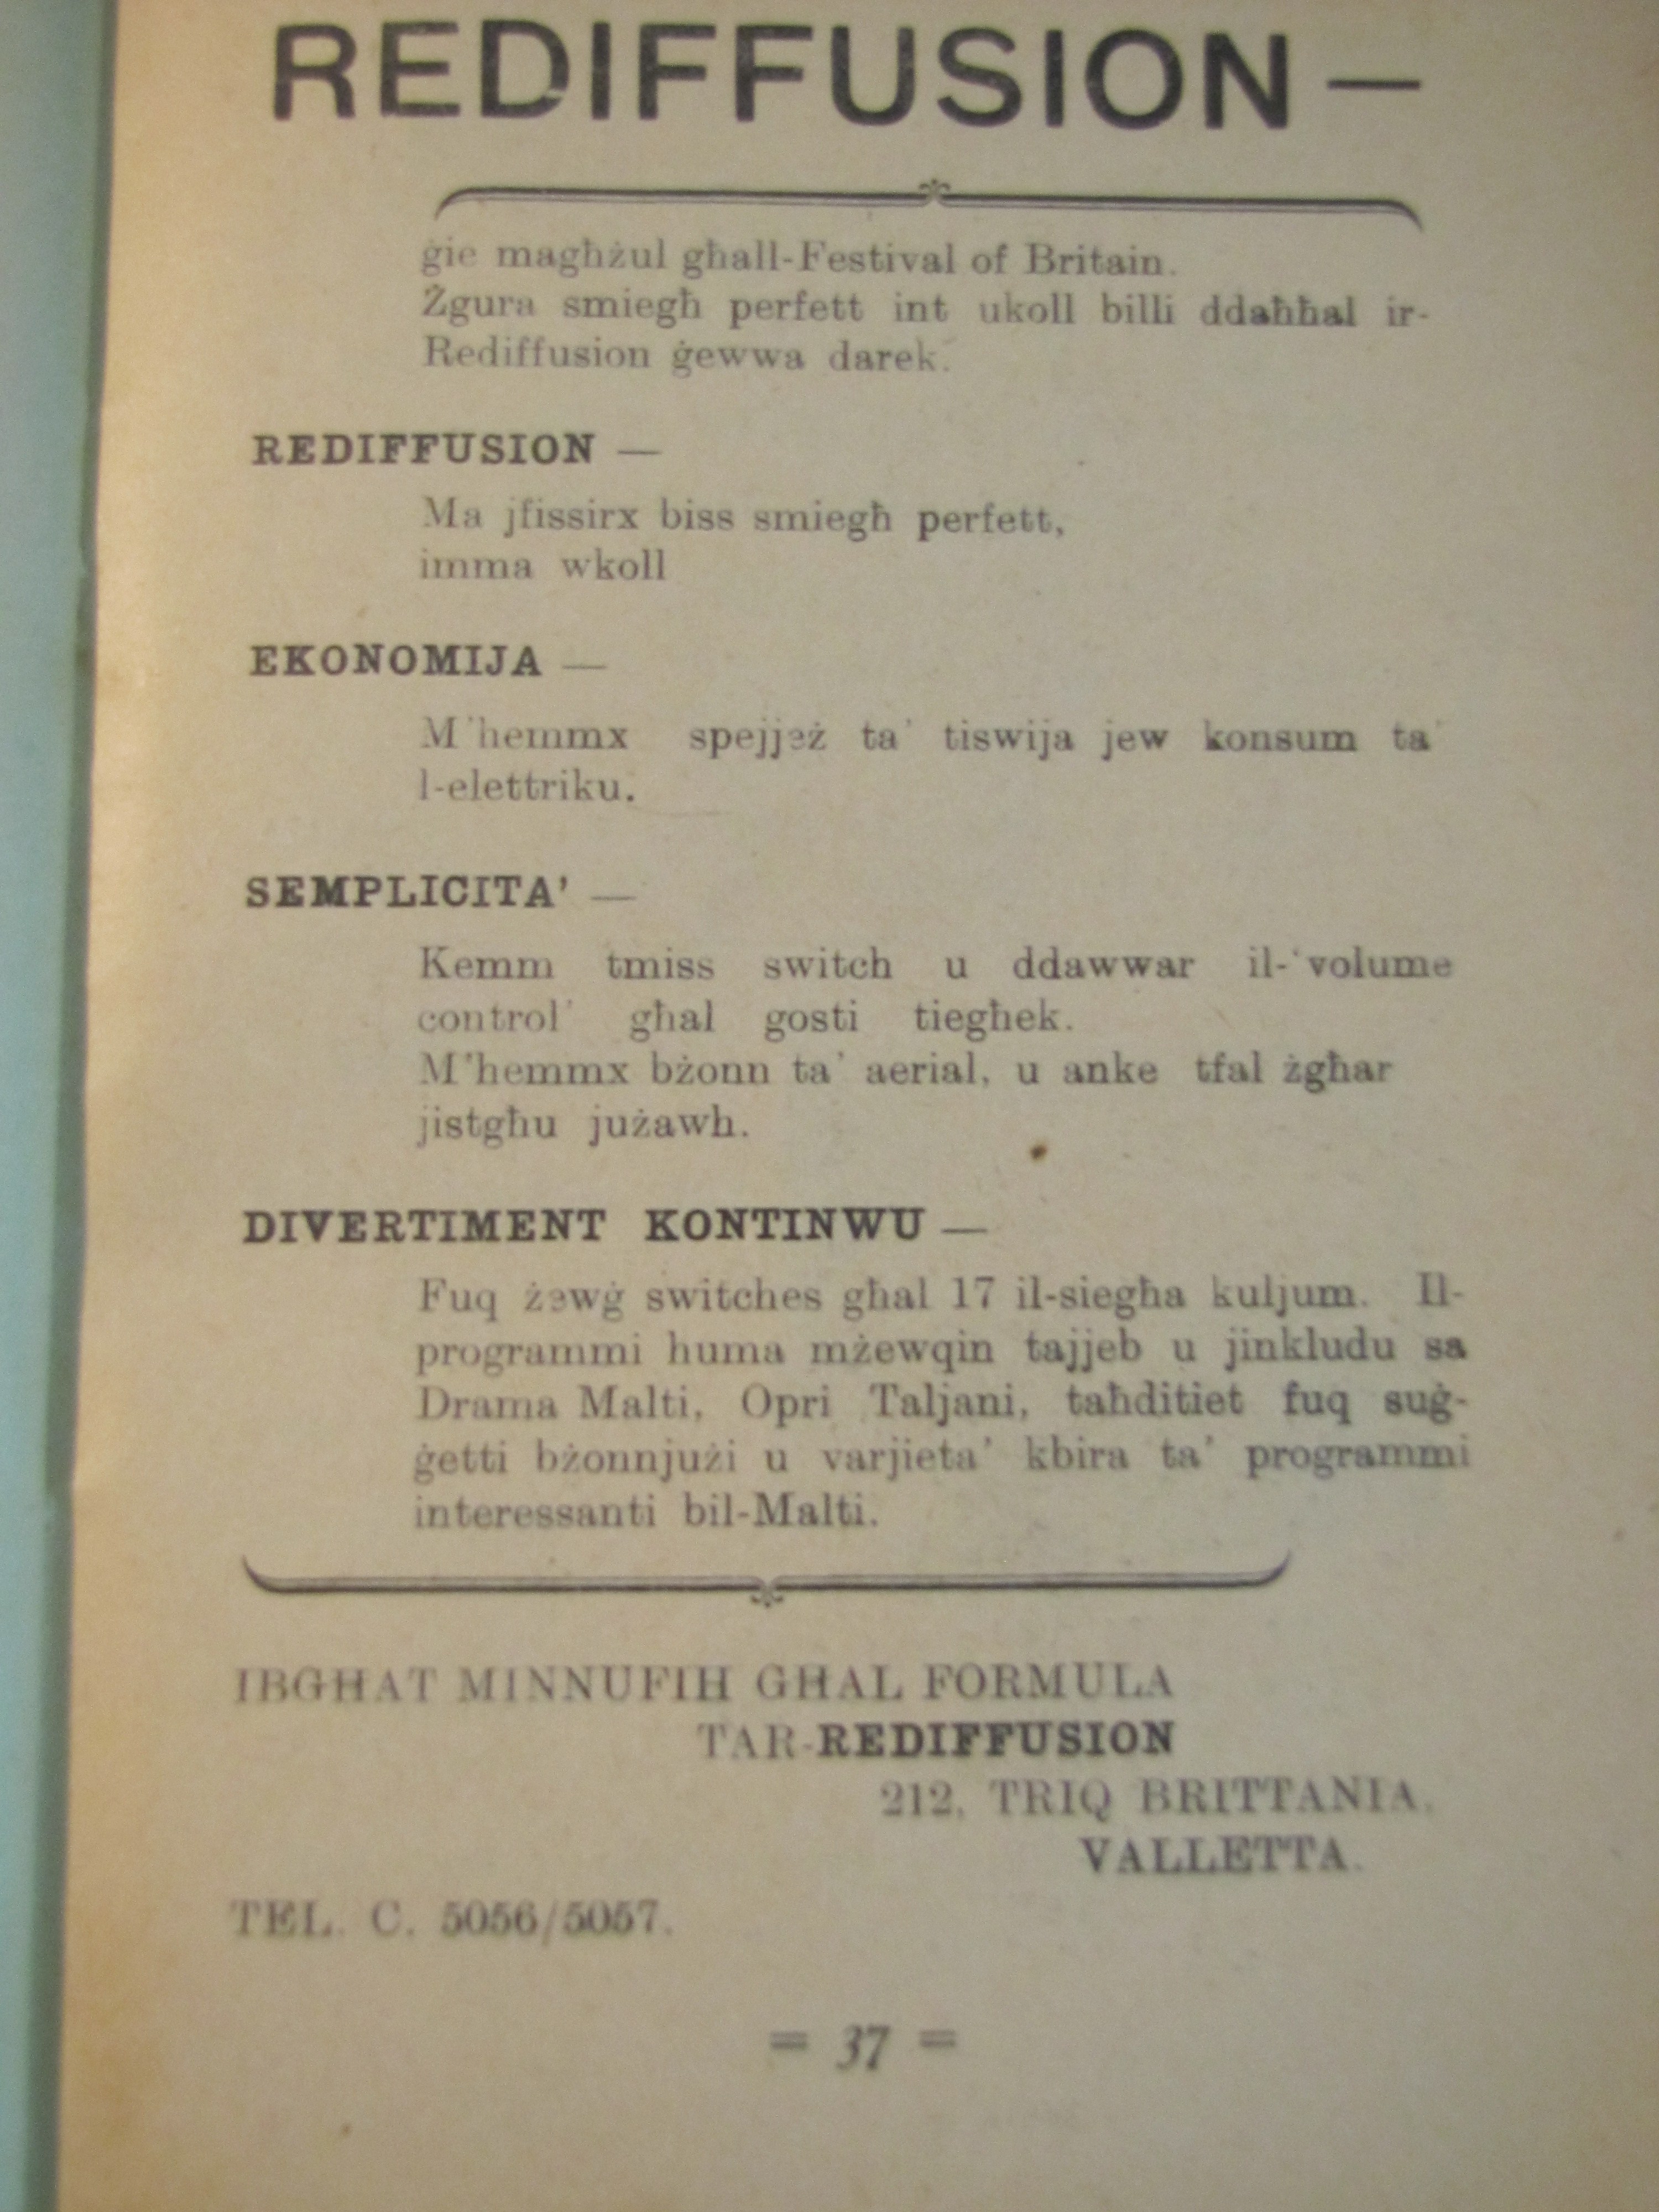 REDIFFUSION —
ġie magħżul għall-Festival of Britain.
Żgura smiegħ perfett int ukoll billi ddaħħal ir-
Rediffusion ġewwa darek.
REDIFFUSION —
Ma jfissirx biss smiegħ perfett,
imma wkoll
EKONOMIJA —
M'hemmx spejjeż ta' tiswija jew konsum ta'
l-elettriku.
SEMPLICITA' —
Kemm tmiss switch u ddawwar il-'volume
control' għal gosti tiegħek.
M'hemmx bżonn ta' aerial, u anke tfal żgħar
jistgħu jużawh.
DIVERTIMENT KONTINWU —
Fuq żewġ switches għal 17 il-siegħa kuljum. Il-
programmi huma mżewqin tajjeb u jinkludu sa
Drama Malti, Opri Taljani, taħditiet fuq suġ-
ġetti bżonnjużi u varjieta' kbira ta' programmi
interessanti bil-Malti.
IBGĦAT MINNUFIH GĦAL FORMULA
TAR-REDIFFUSION
212, TRIQ BRITTANIA,
VALLETTA.
TEL. C. 5056/5057.
= 37 =